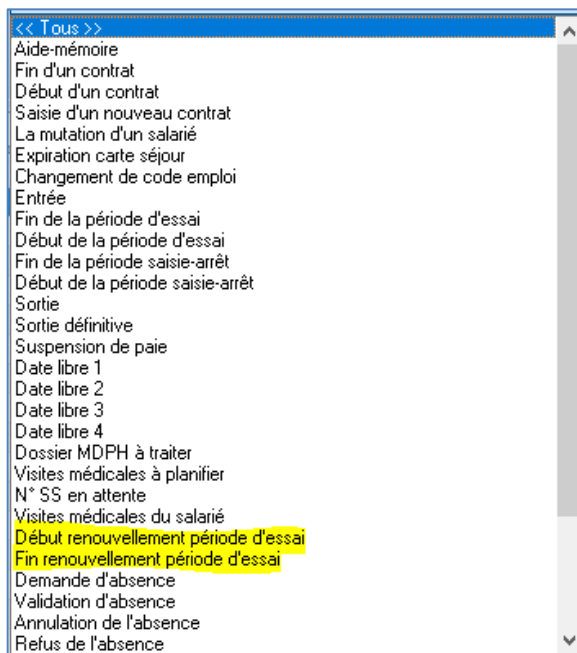 << Tous >>
Aide-mémoire
Fin d'un contrat
Début d'un contrat
Saisie d'un nouveau contrat
La mutation d'un salarié
Expiration carte séjour
Changement de code emploi
Entrée
Fin de la période d'essai
Début de la période d'essai
Fin de la période saisie-arrêt
Début de la période saisie-arrêt
Sortie
Sortie définitive
Suspension de paie
Date libre 1
Date libre 2
Date libre 3
Date libre 4
Dossier MDPH à traiter
Visites médicales à planifier
N° SS en attente
Visites médicales du salarié
Début renouvellement période d'essai
Fin renouvellement période d'essai
Demande d'absence
Validation d'absence
Annulation de l'absence
Refus de l'absence